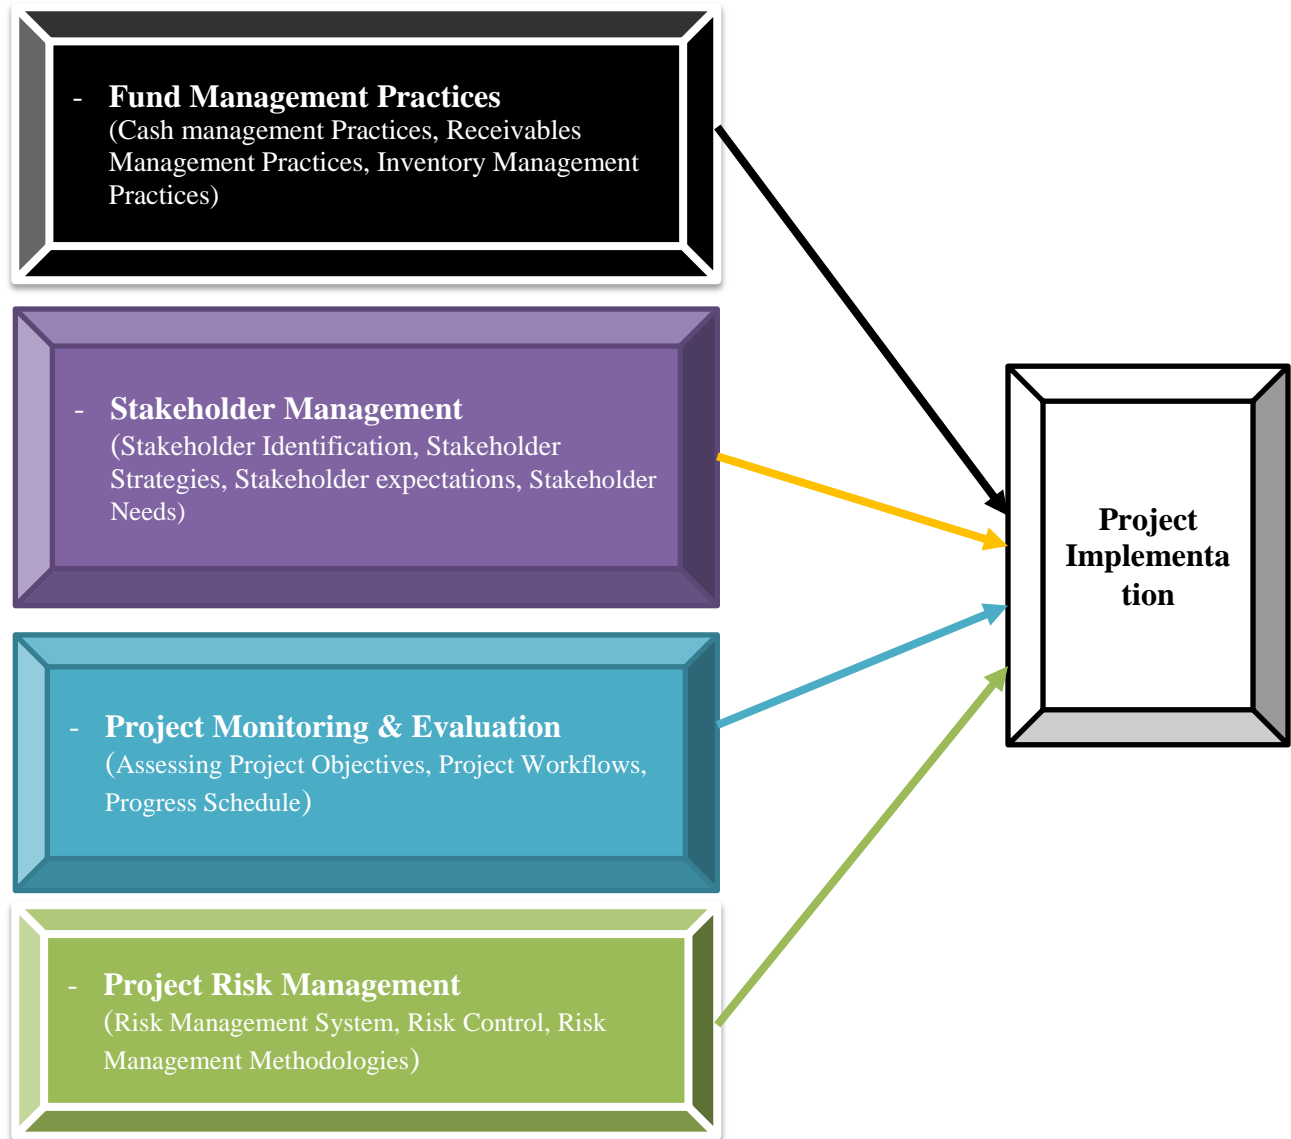 - Fund Management Practices
(Cash management Practices, Receivables
Management Practices, Inventory Management
Practices)
- Stakeholder Management
(Stakeholder Identification, Stakeholder
Strategies, Stakeholder expectations, Stakeholder
Needs)
- Project Monitoring & Evaluation
(Assessing Project Objectives, Project Workflows,
Progress Schedule)
- Project Risk Management
(Risk Management System, Risk Control, Risk
Management Methodologies)
Project
Implementa
tion